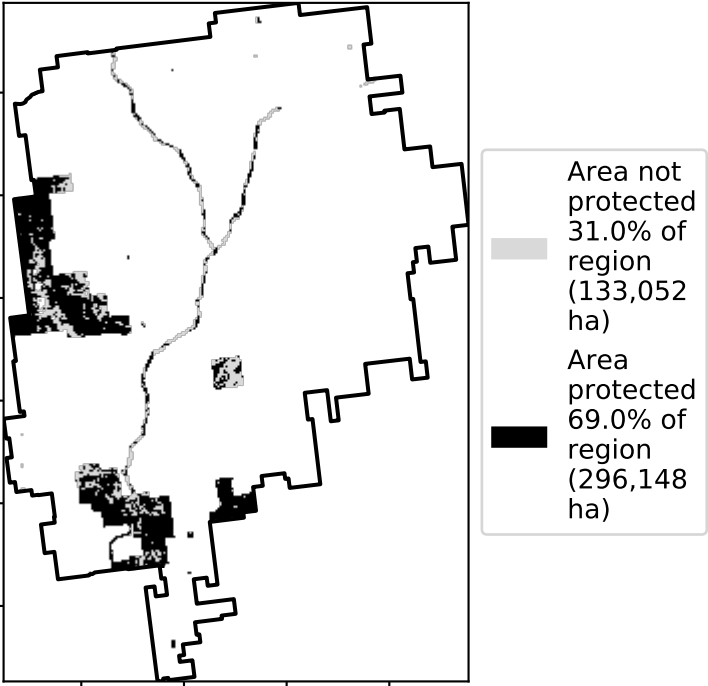 Area not
protected
31.0% of
region
(133,052
ha)
Area
protected
69.0% of
region
(296,148
ha)